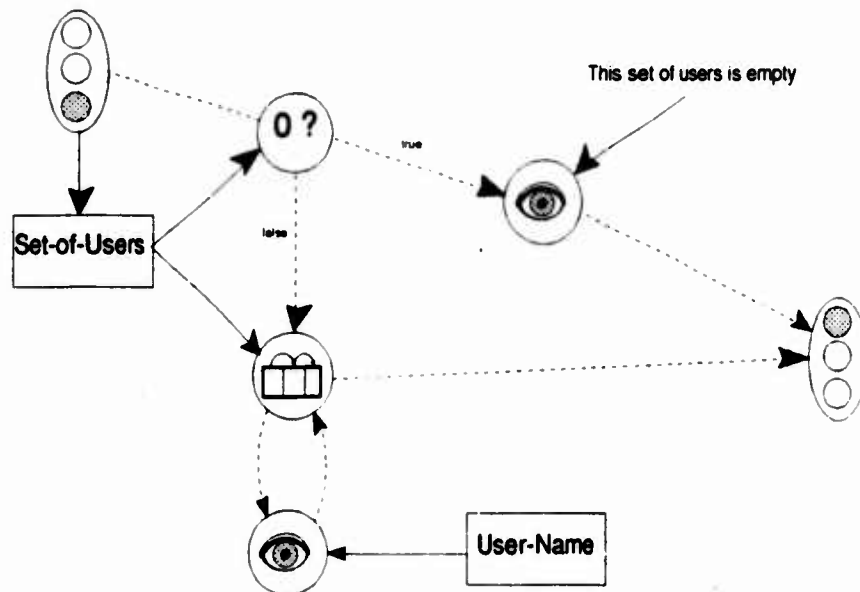 0 ?
This set of users is empty
true
Set-of-Users
false
User-Name